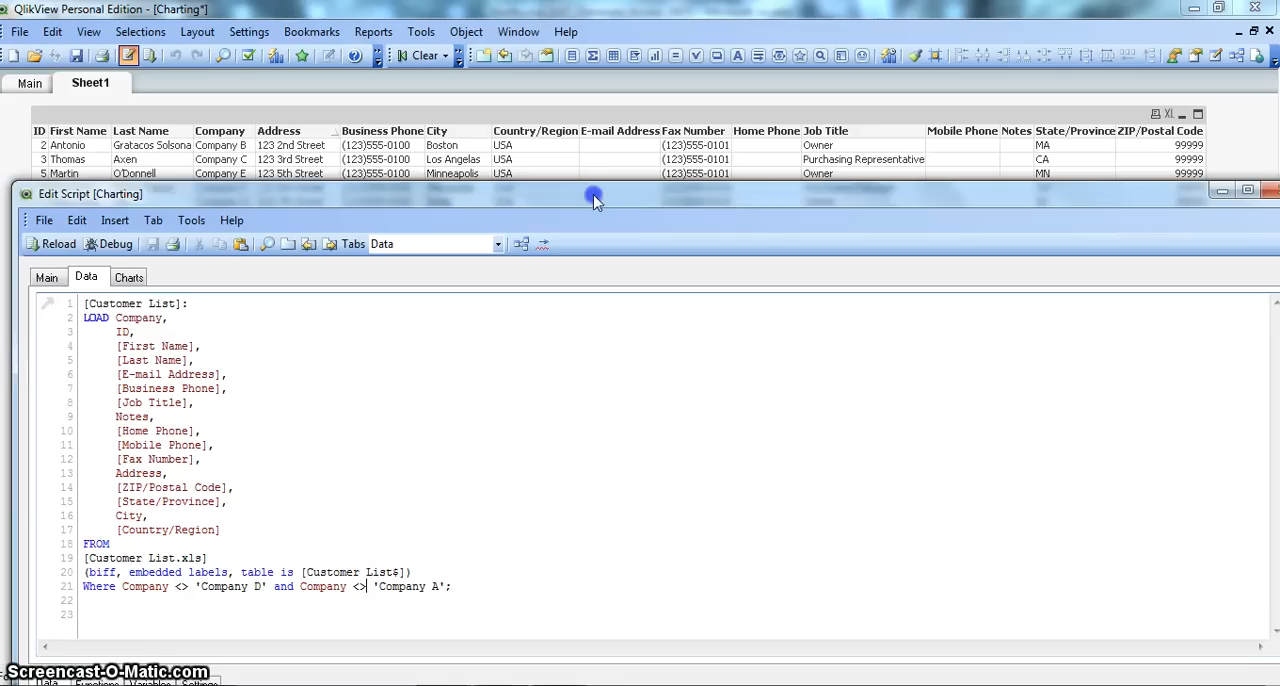 QlikView Personal Edition - [Charting*]
File Edit View Selections Layout Settings Bookmarks Reports Tools Object Window Help
Clear
Main Sheet1
XL
ID First Name Last Name Company Address Business Phone City Country/Region E-mail Address Fax Number Home Phone Job Title Mobile Phone Notes State/Province ZIP/Postal Code
2 Antonio Gratacos Solsona Company B 123 2nd Street (123)555-0100 Boston USA (123)555-0101 Owner MA 99999
3 Thomas Axen Company C 123 3rd Street (123)555-0100 Los Angelas USA (123)555-0101 Purchasing Representative CA 99999
5 Martin O'Donnell Company E 123 5th Street (123)555-0100 Minneapolis USA (123)555-0101 Owner MN 99999
Edit Script [Charting]
File Edit Insert Tab Tools Help
Reload Debug Tabs Data
Main Data Charts
1 [Customer List]:
2 LOAD Company,
3 ID,
4 [First Name],
5 [Last Name],
6 [E-mail Address],
7 [Business Phone],
8 [Job Title],
9 Notes,
10 [Home Phone],
11 [Mobile Phone],
12 [Fax Number],
13 Address,
14 [ZIP/Postal Code],
15 [State/Province],
16 City,
17 [Country/Region]
18 FROM
19 [Customer List.xls]
20 (biff, embedded labels, table is [Customer List$])
21 Where Company <> 'Company D' and Company <> 'Company A';
22
23
Screencast-O-Matic.com
Data Functions Variables Settings